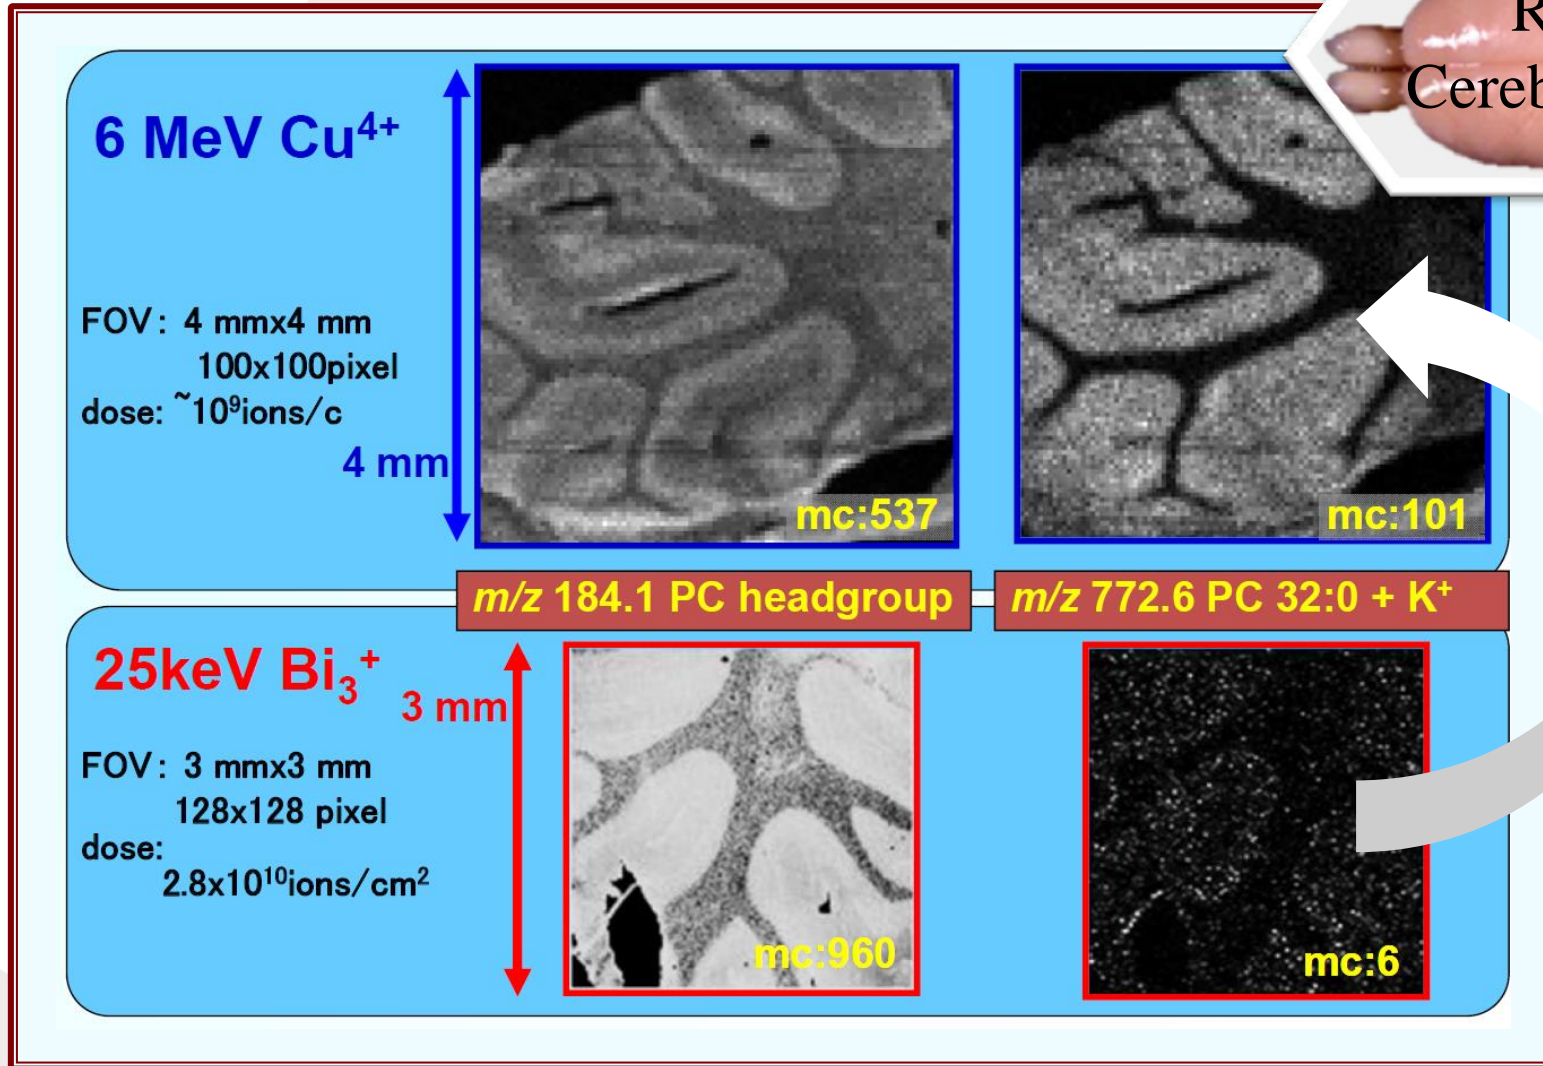 R
Cereb
6 MeV Cu⁴⁺
FOV: 4 mmx4 mm
100x100pixel
dose: ~10⁹ions/c
4 mm
mc:537
mc:101
m/z 184.1 PC headgroup
m/z 772.6 PC 32:0 + K⁺
25keV Bi₃⁺
3 mm
FOV: 3 mmx3 mm
128x128 pixel
dose:
2.8x10¹⁰ions/cm²
mc:960
mc:6